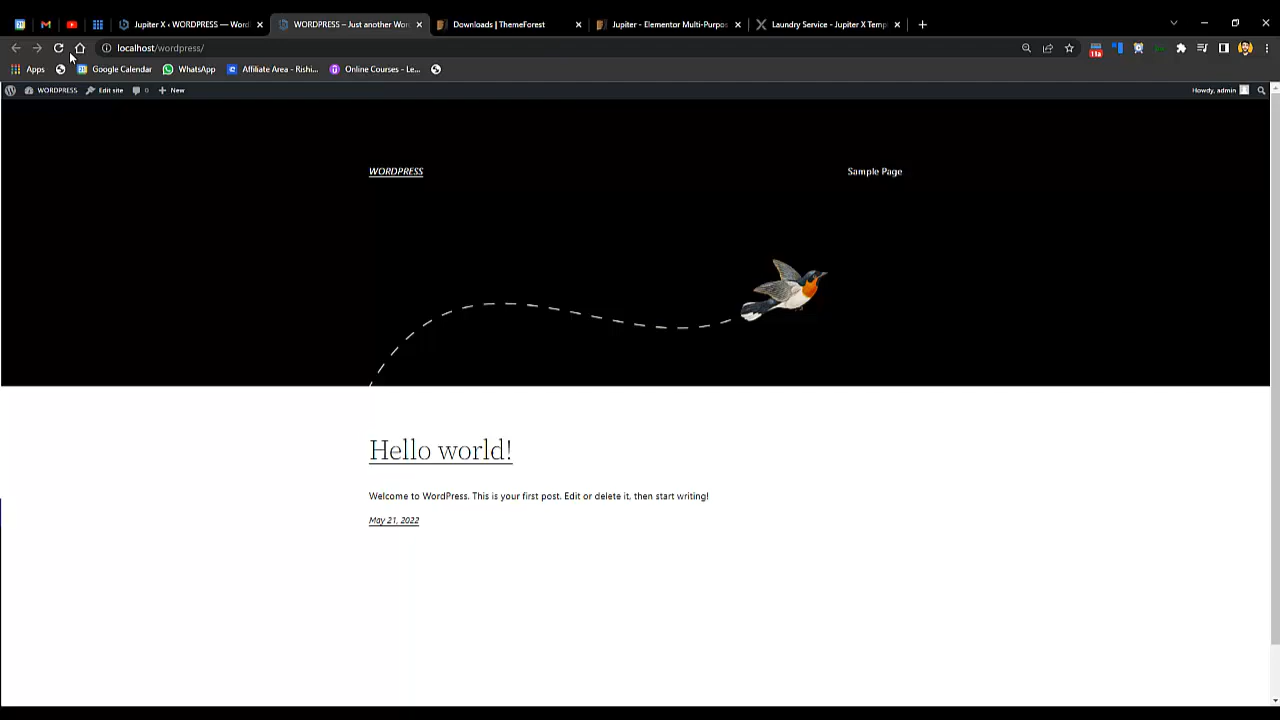 Jupiter X ‹ WORDPRESS — Word
WORDPRESS – Just another Wor
Downloads | ThemeForest
Jupiter - Elementor Multi-Purpos
Laundry Service - Jupiter X Temp
localhost/wordpress/
Apps
Google Calendar
WhatsApp
Affiliate Area - Rishi...
Online Courses - Le...
WORDPRESS
Edit site
0
New
Howdy, admin
WORDPRESS
Sample Page
Hello world!
Welcome to WordPress. This is your first post. Edit or delete it, then start writing!
May 21, 2022